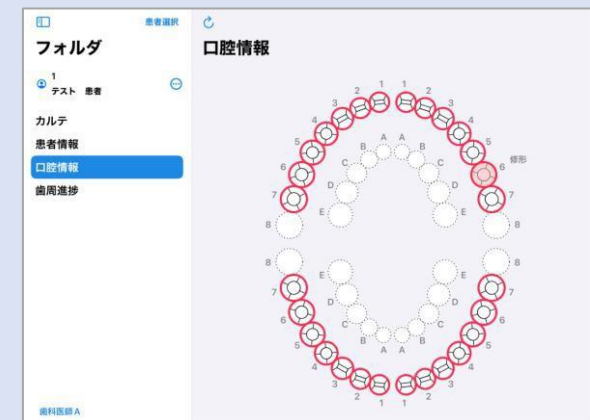 患者選択
フォルダ
1
テスト 患者
カルテ
患者情報
口腔情報
歯周進捗
歯科医師 A
口腔情報
3 2 1 1 2 3
4 4
5 5
6 6 修形
7 7
8 8
C B A A B C
D D
E E
8 8
7 7
6 6
5 5
4 4
3 2 1 1 2 3
E E
D D
C B A A B C